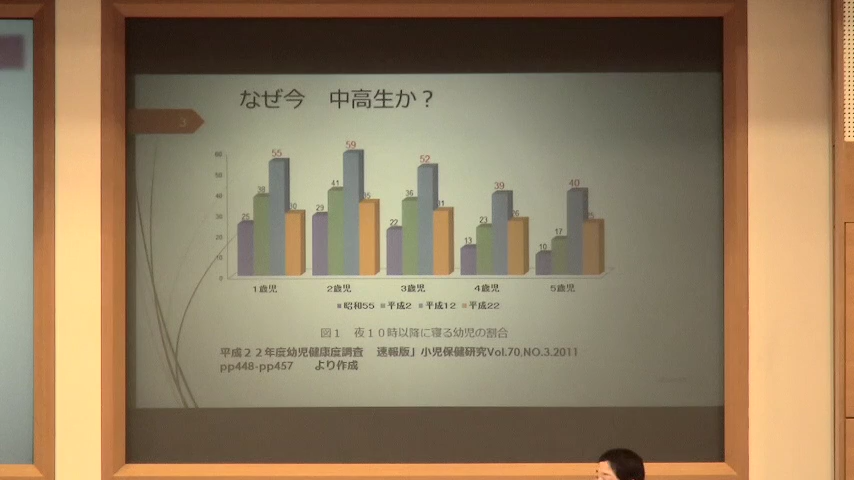 なぜ今 中高生か？
3
60
50
40
30
20
10
0
25 38 55 30
29 41 59 35
22 36 52 31
13 23 39 26
10 17 40 25
1歳児 2歳児 3歳児 4歳児 5歳児
昭和55 平成2 平成12 平成22
図1 夜10時以降に寝る幼児の割合
平成２２年度幼児健康度調査 速報版」小児保健研究Vol.70,NO.3.2011
pp448-pp457 より作成